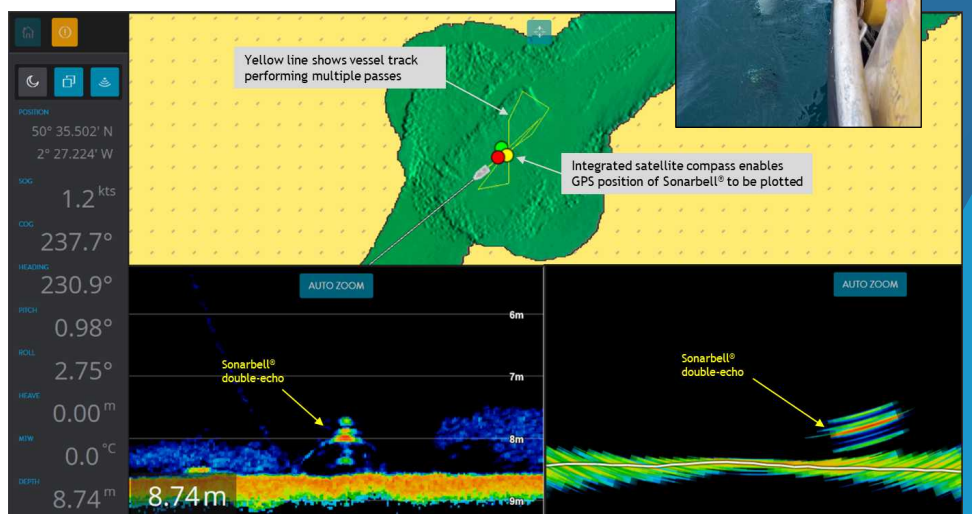 Yellow line shows vessel track
performing multiple passes
Integrated satellite compass enables
GPS position of Sonarbell® to be plotted
POSITION
50° 35.502' N
2° 27.224' W
SOG
1.2 kts
COG
237.7°
HEADING
230.9°
PITCH
0.98°
ROLL
2.75°
HEAVE
0.00 m
MTW
0.0 °C
DEPTH
8.74 m
AUTO ZOOM
6m
Sonarbell®
double-echo
7m
8m
8.74m
9m
AUTO ZOOM
Sonarbell®
double-echo